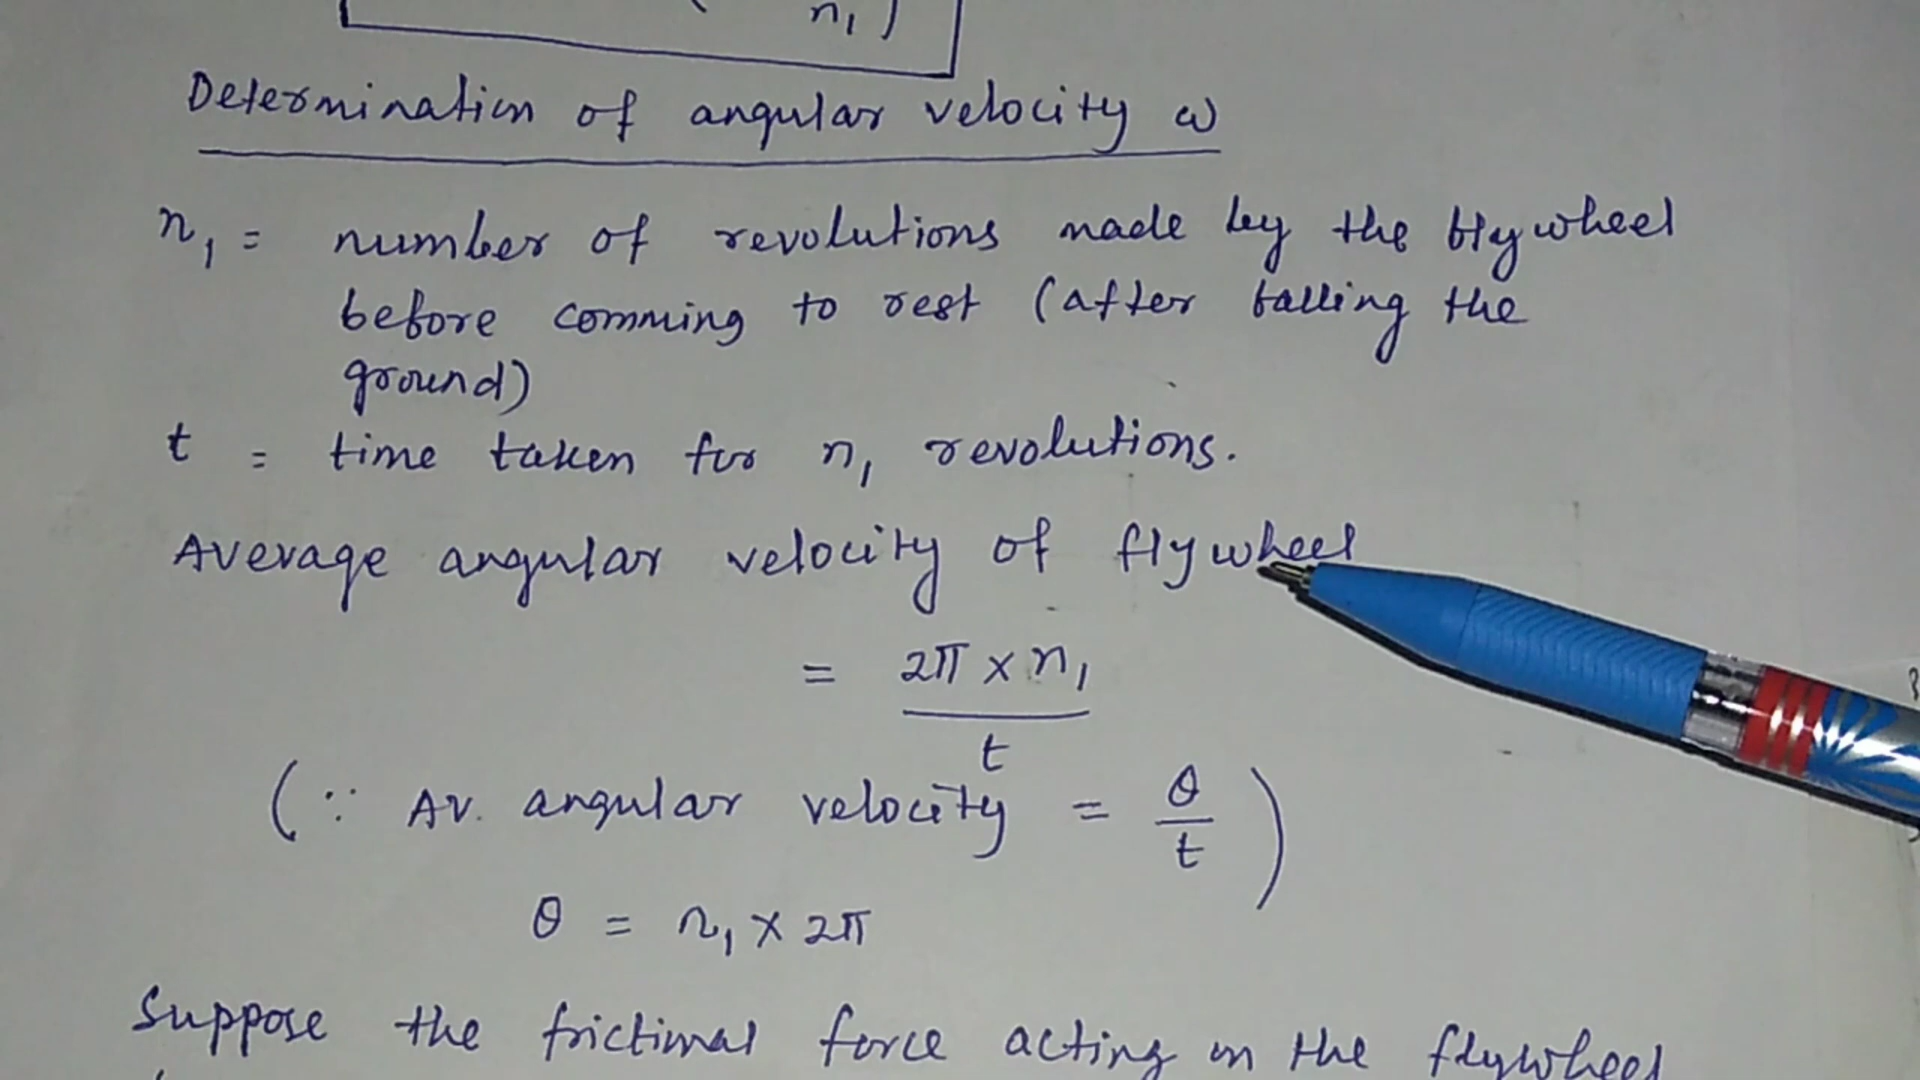 n₁)
Determination of angular velocity ω
n₁ = number of revolutions made by the flywheel
before comming to rest (after falling the
ground)
t = time taken for n₁ revolutions.
Average angular velocity of flywheel
= 2π × n₁
t
(∵ Av. angular velocity = θ/t)
θ = n₁ × 2π
Suppose the frictional force acting on the flywheel